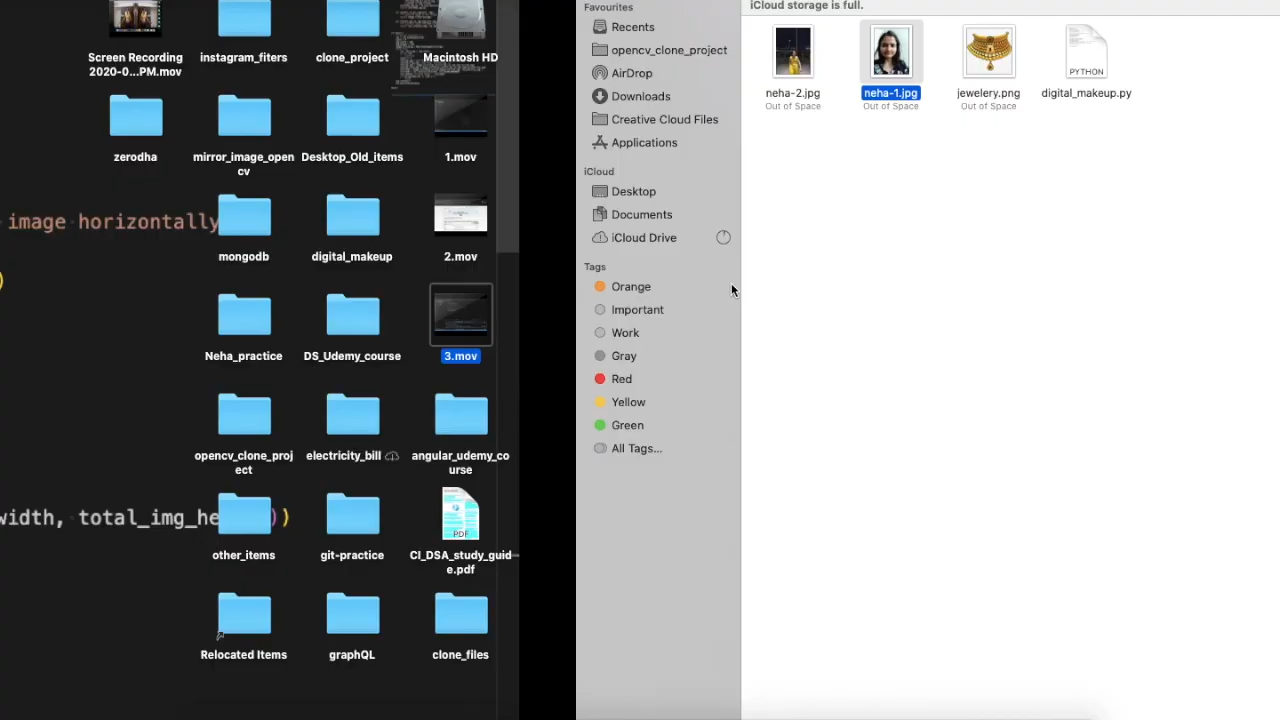 Screen Recording
2020-0...PM.mov
instagram_fiters
clone_project
Macintosh HD
zerodha
mirror_image_open
cv
Desktop_Old_items
1.mov
image horizontally
mongodb
digital_makeup
2.mov
)
Neha_practice
DS_Udemy_course
3.mov
opencv_clone_proj
ect
electricity_bill
angular_udemy_co
urse
width, total_img_he
))
PDF
other_items
git-practice
CI_DSA_study_guid
e.pdf
Relocated Items
graphQL
clone_files
Favourites
Recents
opencv_clone_project
AirDrop
Downloads
Creative Cloud Files
Applications
iCloud
Desktop
Documents
iCloud Drive
Tags
Orange
Important
Work
Gray
Red
Yellow
Green
All Tags...
iCloud storage is full.
neha-2.jpg
Out of Space
neha-1.jpg
Out of Space
jewelery.png
Out of Space
PYTHON
digital_makeup.py